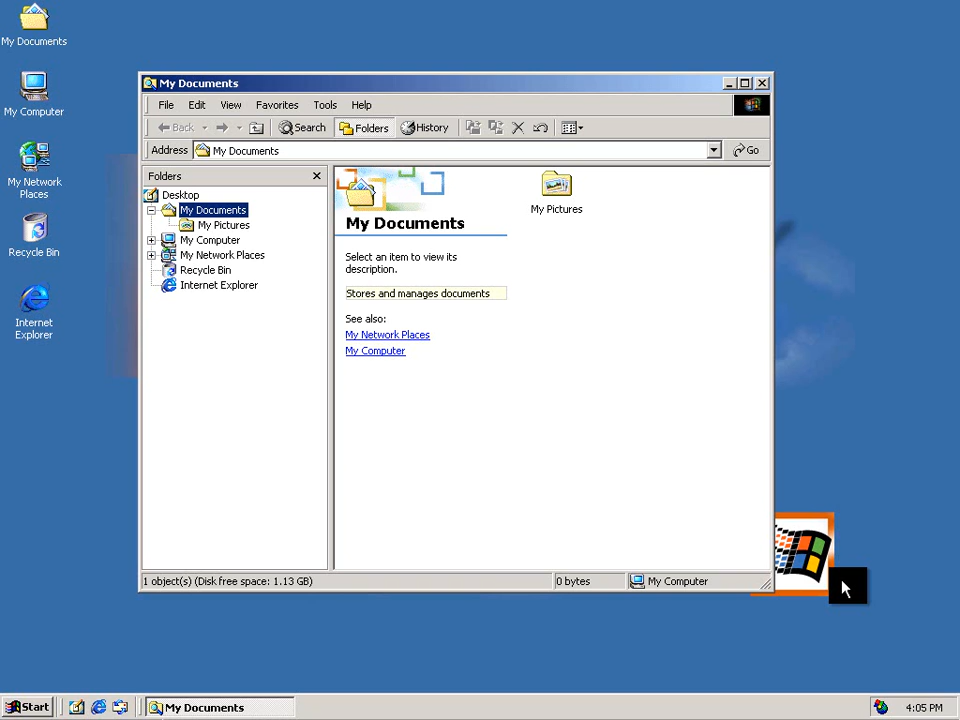 My Documents
My Computer
My Network
Places
Recycle Bin
Internet
Explorer
My Documents
File Edit View Favorites Tools Help
Back Search Folders History
Address My Documents Go
Folders
Desktop
My Documents
My Pictures
My Computer
My Network Places
Recycle Bin
Internet Explorer
My Documents
Select an item to view its
description.
Stores and manages documents
See also:
My Network Places
My Computer
My Pictures
1 object(s) (Disk free space: 1.13 GB) 0 bytes My Computer
Start My Documents 4:05 PM